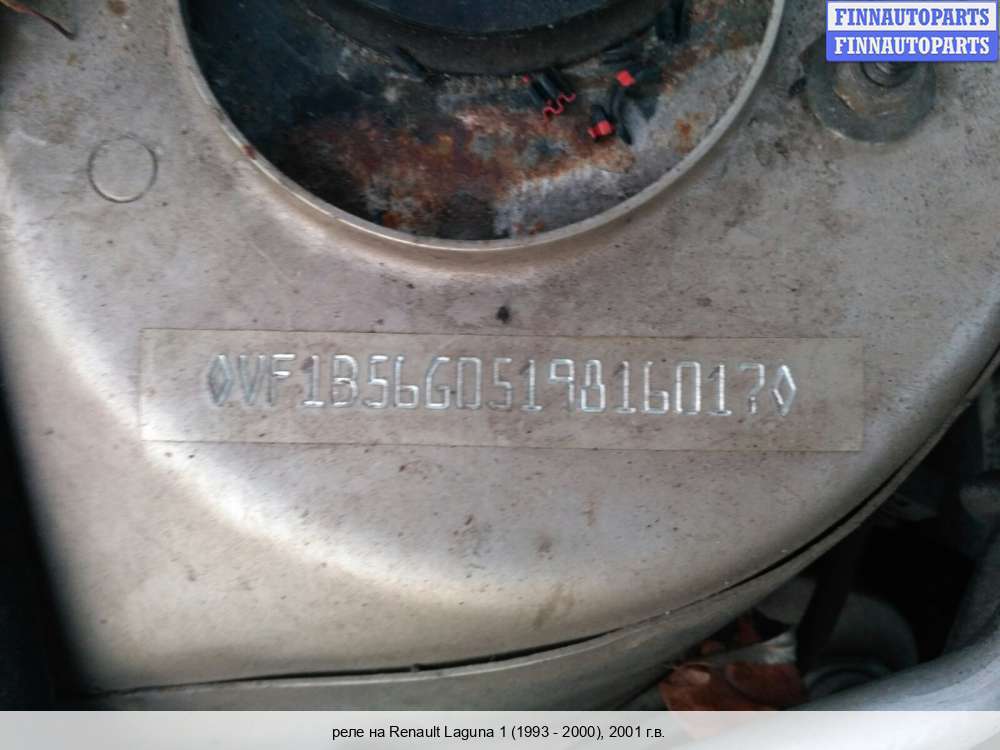 FINNAUTOPARTS
FINNAUTOPARTS
◊VF1B56G0519816017◊
реле на Renault Laguna 1 (1993 - 2000), 2001 г.в.